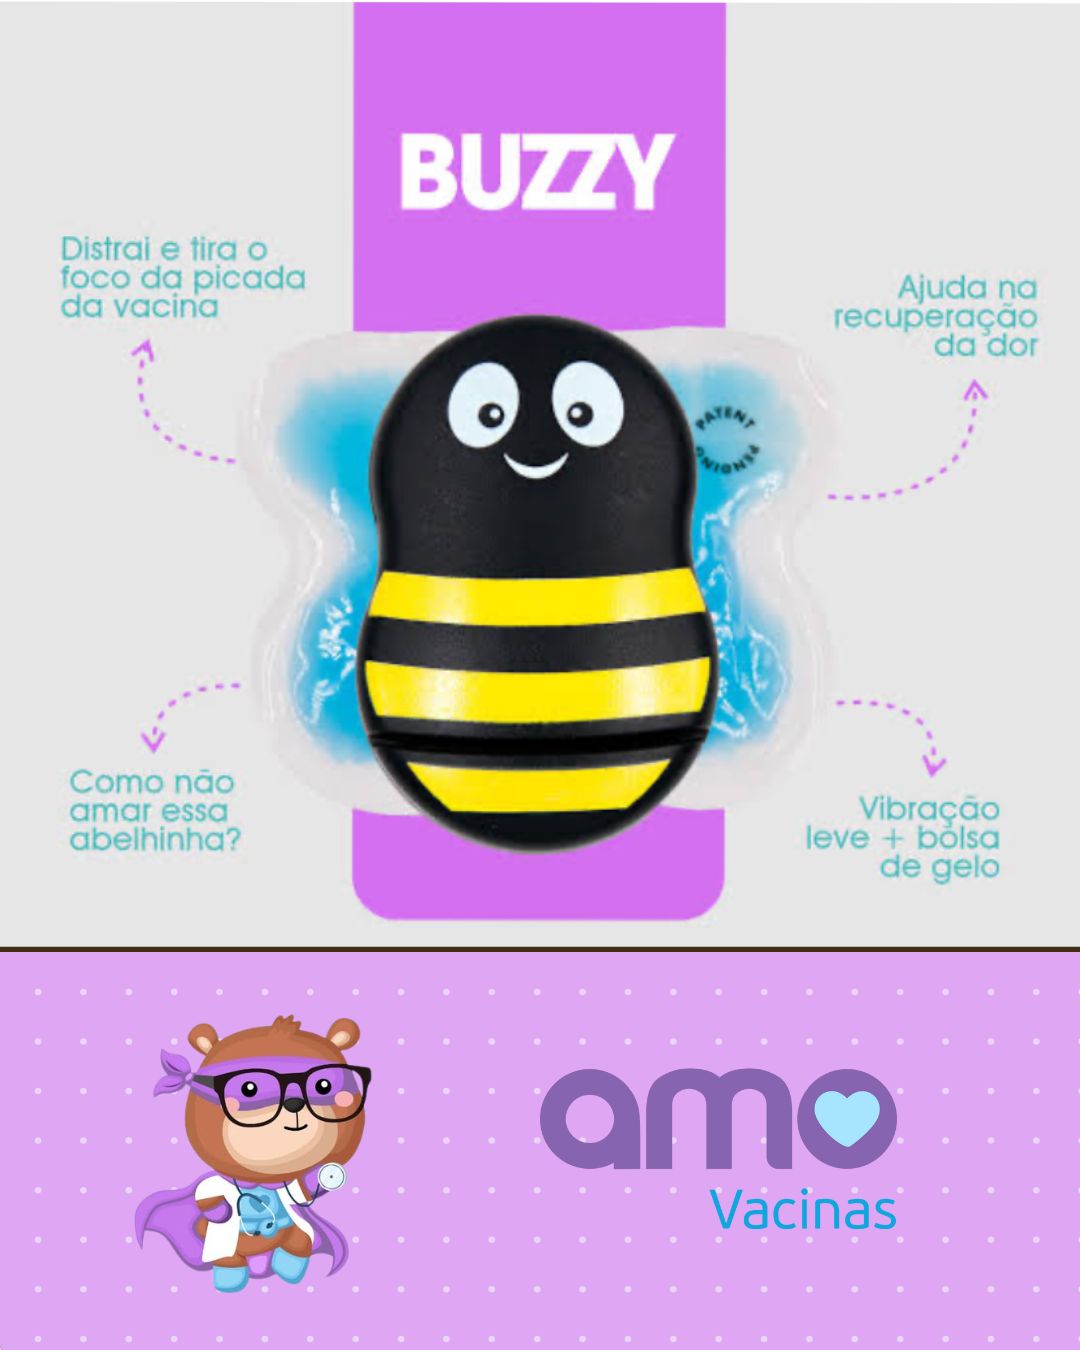 BUZZY
Distrai e tira o
foco da picada
da vacina
Ajuda na
recuperação
da dor
PATENT
PENDING
Como não
amar essa
abelhinha?
Vibração
leve + bolsa
de gelo
amo
Vacinas